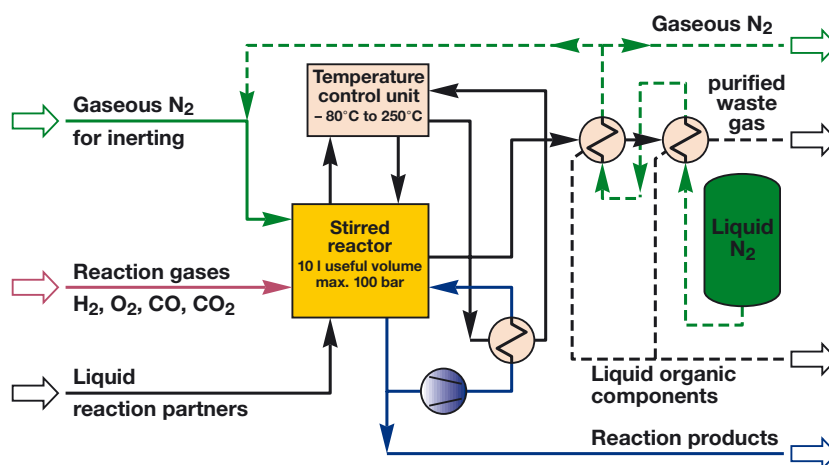 Gaseous N₂
Temperature
control unit
– 80°C to 250°C
purified
waste
gas
Gaseous N₂
for inerting
Stirred
reactor
10 l useful volume
max. 100 bar
Liquid
N₂
Reaction gases
H₂, O₂, CO, CO₂
Liquid
reaction partners
Liquid organic
components
Reaction products